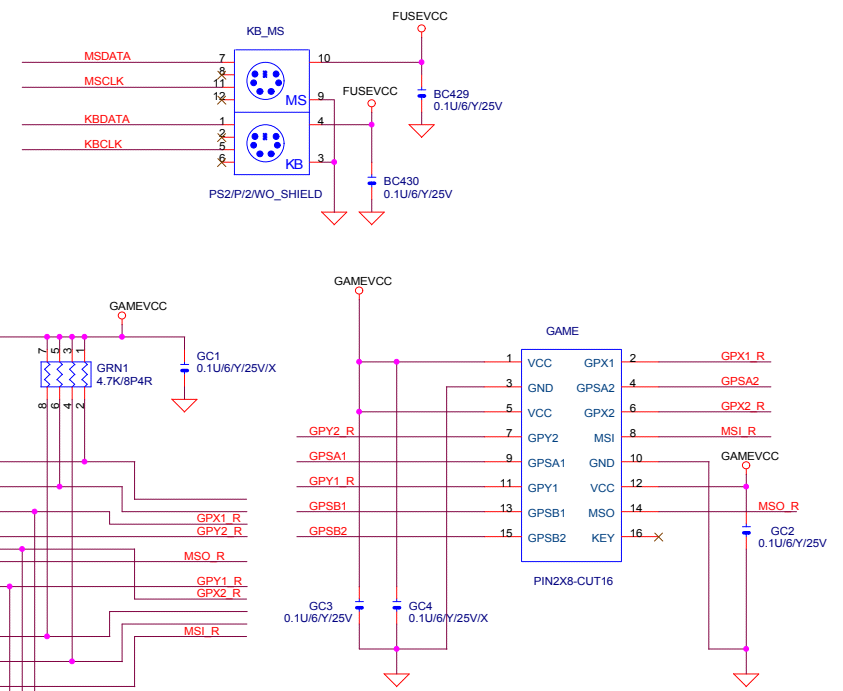 FUSEVCC
KB_MS
MSDATA
7
10
8
MSCLK
11
12
MS
9
FUSEVCC
BC429
0.1U/6/Y/25V
KBDATA
1
4
2
KBCLK
5
6
KB
3
BC430
0.1U/6/Y/25V
PS2/P/2/WO_SHIELD
GAMEVCC
GAMEVCC
7
5
3
1
GRN1
4.7K/8P4R
8
6
4
2
GC1
0.1U/6/Y/25V/X
GAME
1 VCC GPX1 2 GPX1_R
3 GND GPSA2 4 GPSA2
5 VCC GPX2 6 GPX2_R
GPY2_R 7 GPY2 MSI 8 MSI_R
GPSA1 9 GPSA1 GND 10
GAMEVCC
GPY1_R 11 GPY1 VCC 12
GPSB1 13 GPSB1 MSO 14 MSO_R
GPSB2 15 GPSB2 KEY 16
GC2
0.1U/6/Y/25V
PIN2X8-CUT16
GPX1_R
GPY2_R
MSO_R
GPY1_R
GPX2_R
MSI_R
GC3
0.1U/6/Y/25V
GC4
0.1U/6/Y/25V/X